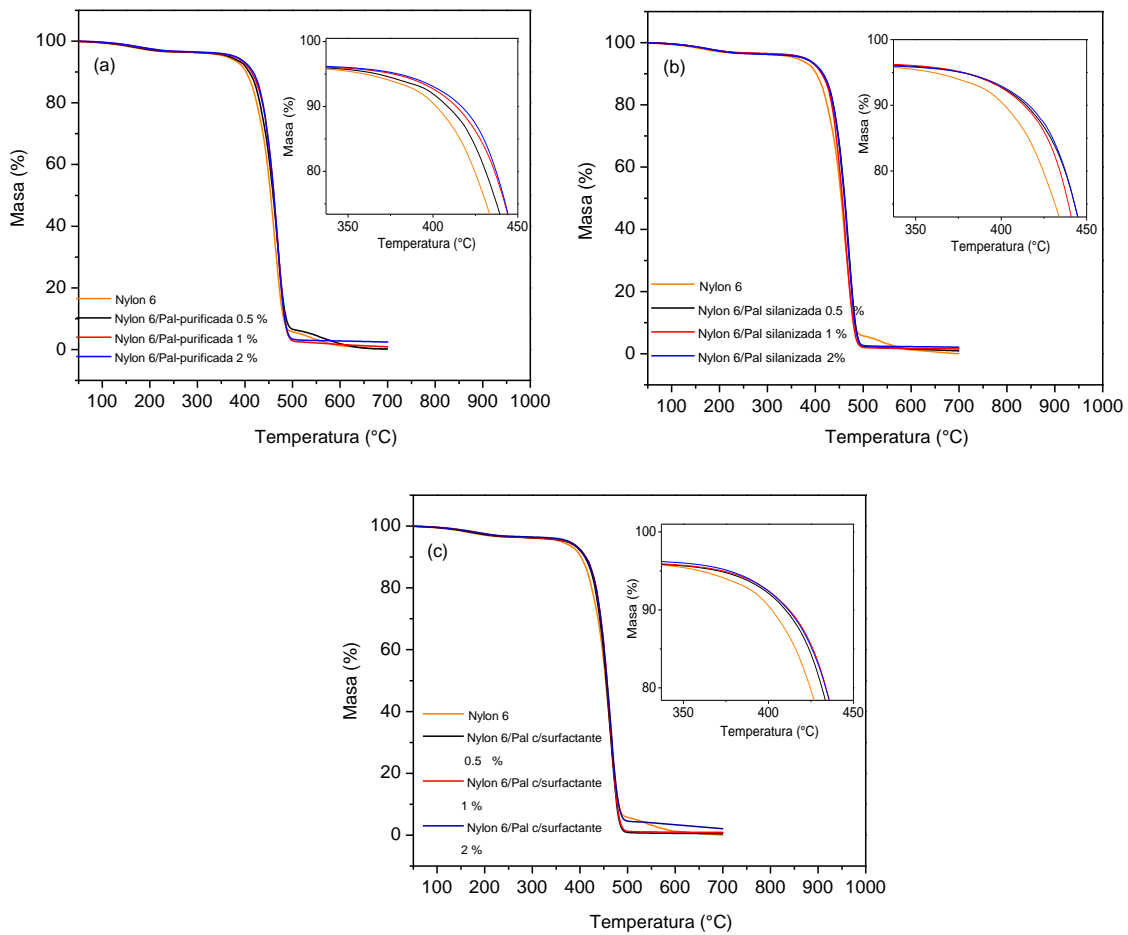 (a)
Masa (%)
100
80
60
40
20
0
100 200 300 400 500 600 700 800 900 1000
Temperatura (°C)
Nylon 6
Nylon 6/Pal-purificada 0.5 %
Nylon 6/Pal-purificada 1 %
Nylon 6/Pal-purificada 2 %
Masa (%)
100
90
80
350 400 450
Temperatura (°C)
(b)
Masa (%)
100
80
60
40
20
0
100 200 300 400 500 600 700 800 900 1000
Temperatura (°C)
Nylon 6
Nylon 6/Pal silanizada 0.5 %
Nylon 6/Pal silanizada 1 %
Nylon 6/Pal silanizada 2%
Masa (%)
100
90
80
350 400 450
Temperatura (°C)
(c)
Masa (%)
100
80
60
40
20
0
100 200 300 400 500 600 700 800 900 1000
Temperatura (°C)
Nylon 6
Nylon 6/Pal c/surfactante
0.5 %
Nylon 6/Pal c/surfactante
1 %
Nylon 6/Pal c/surfactante
2 %
Masa (%)
100
90
80
350 400 450
Temperatura (°C)